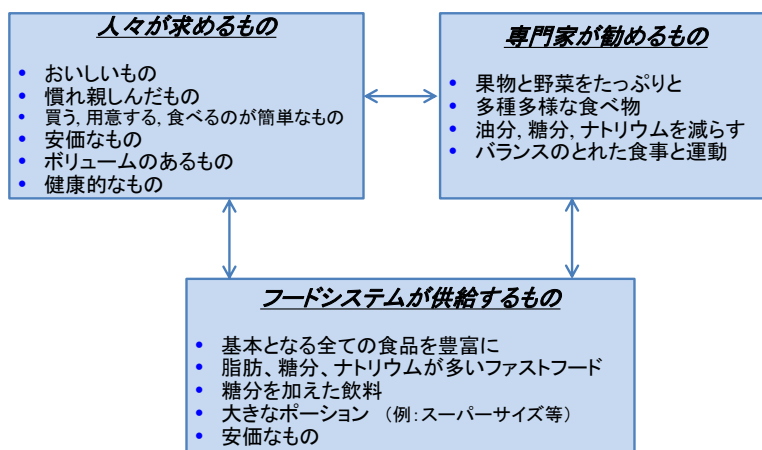 人々が求めるもの
• おいしいもの
• 慣れ親しんだもの
• 買う, 用意する, 食べるのが簡単なもの
• 安価なもの
• ボリュームのあるもの
• 健康的なもの
専門家が勧めるもの
• 果物と野菜をたっぷりと
• 多種多様な食べ物
• 油分, 糖分, ナトリウムを減らす
• バランスのとれた食事と運動
フードシステムが供給するもの
• 基本となる全ての食品を豊富に
• 脂肪、糖分、ナトリウムが多いファストフード
• 糖分を加えた飲料
• 大きなポーション （例：スーパーサイズ等）
• 安価なもの